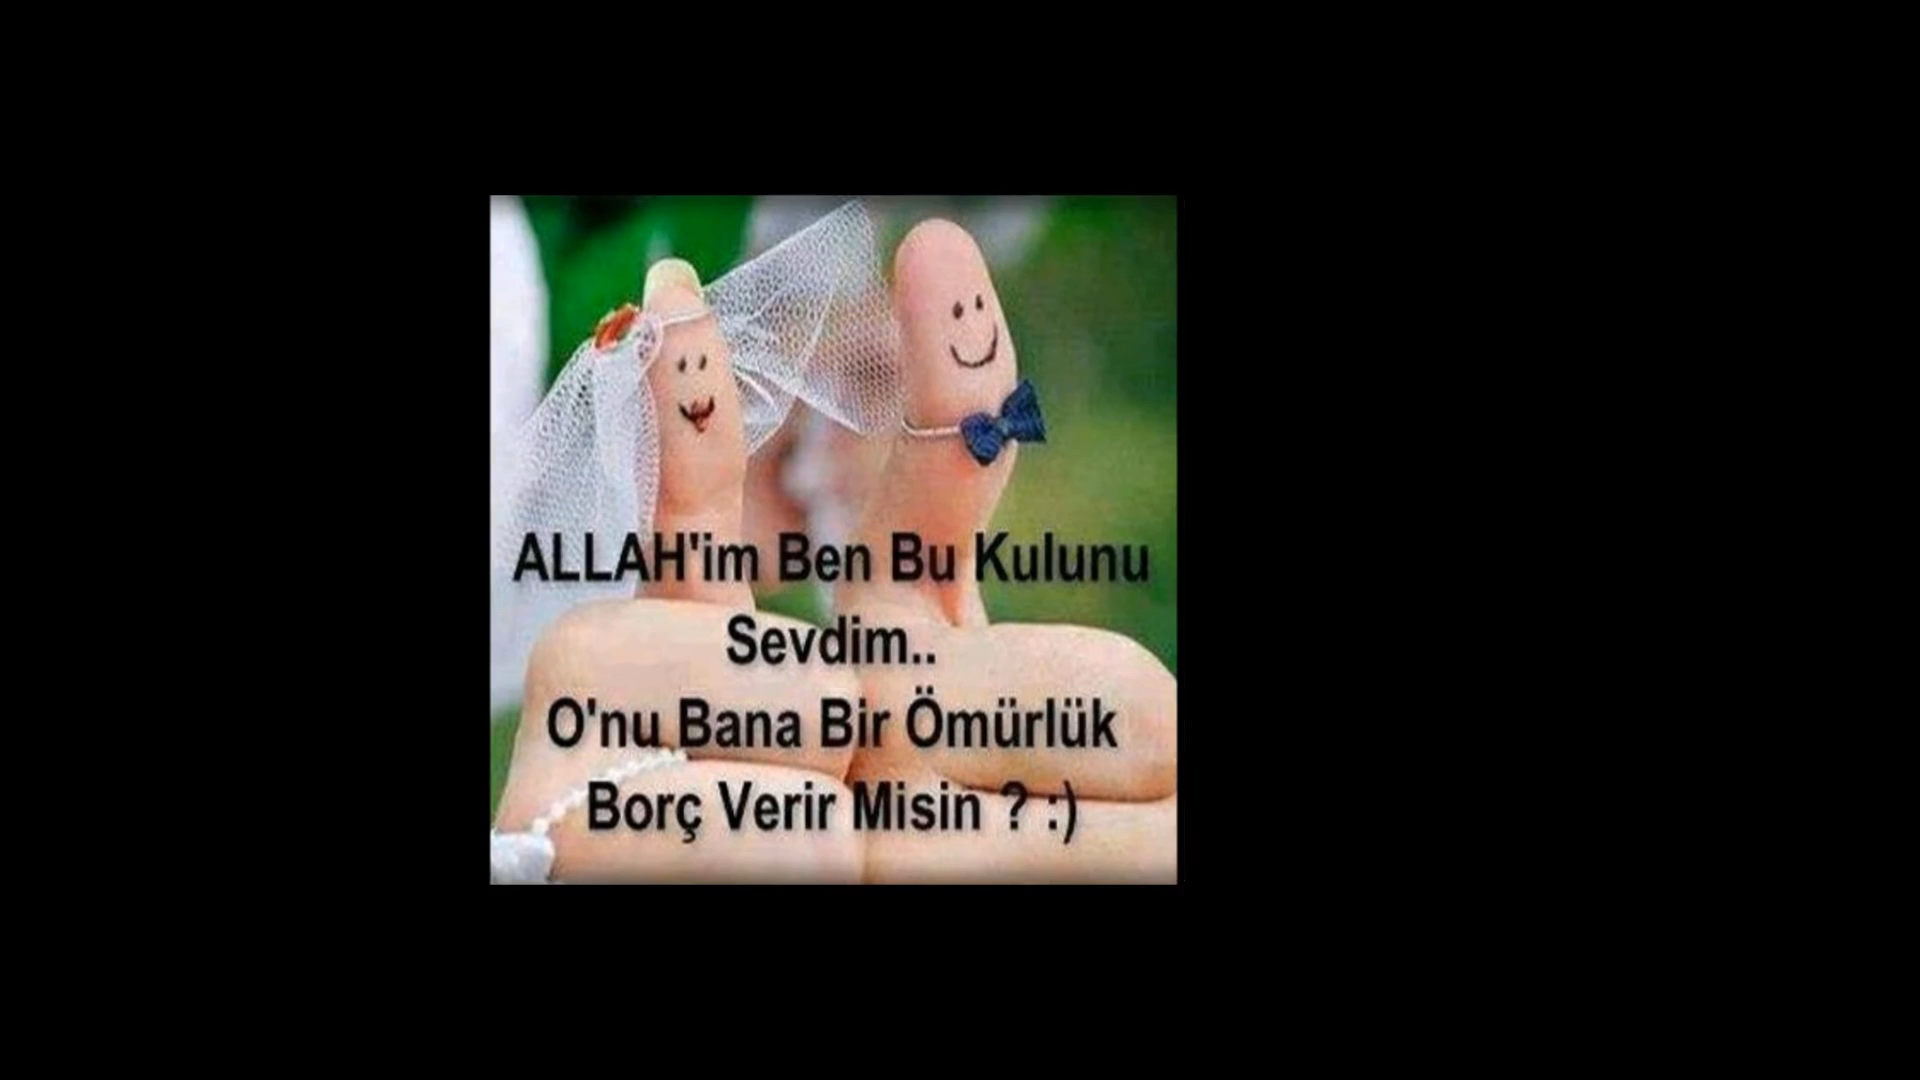 ALLAH'im Ben Bu Kulunu
Sevdim..
O'nu Bana Bir Ömürlük
Borç Verir Misin ? :)